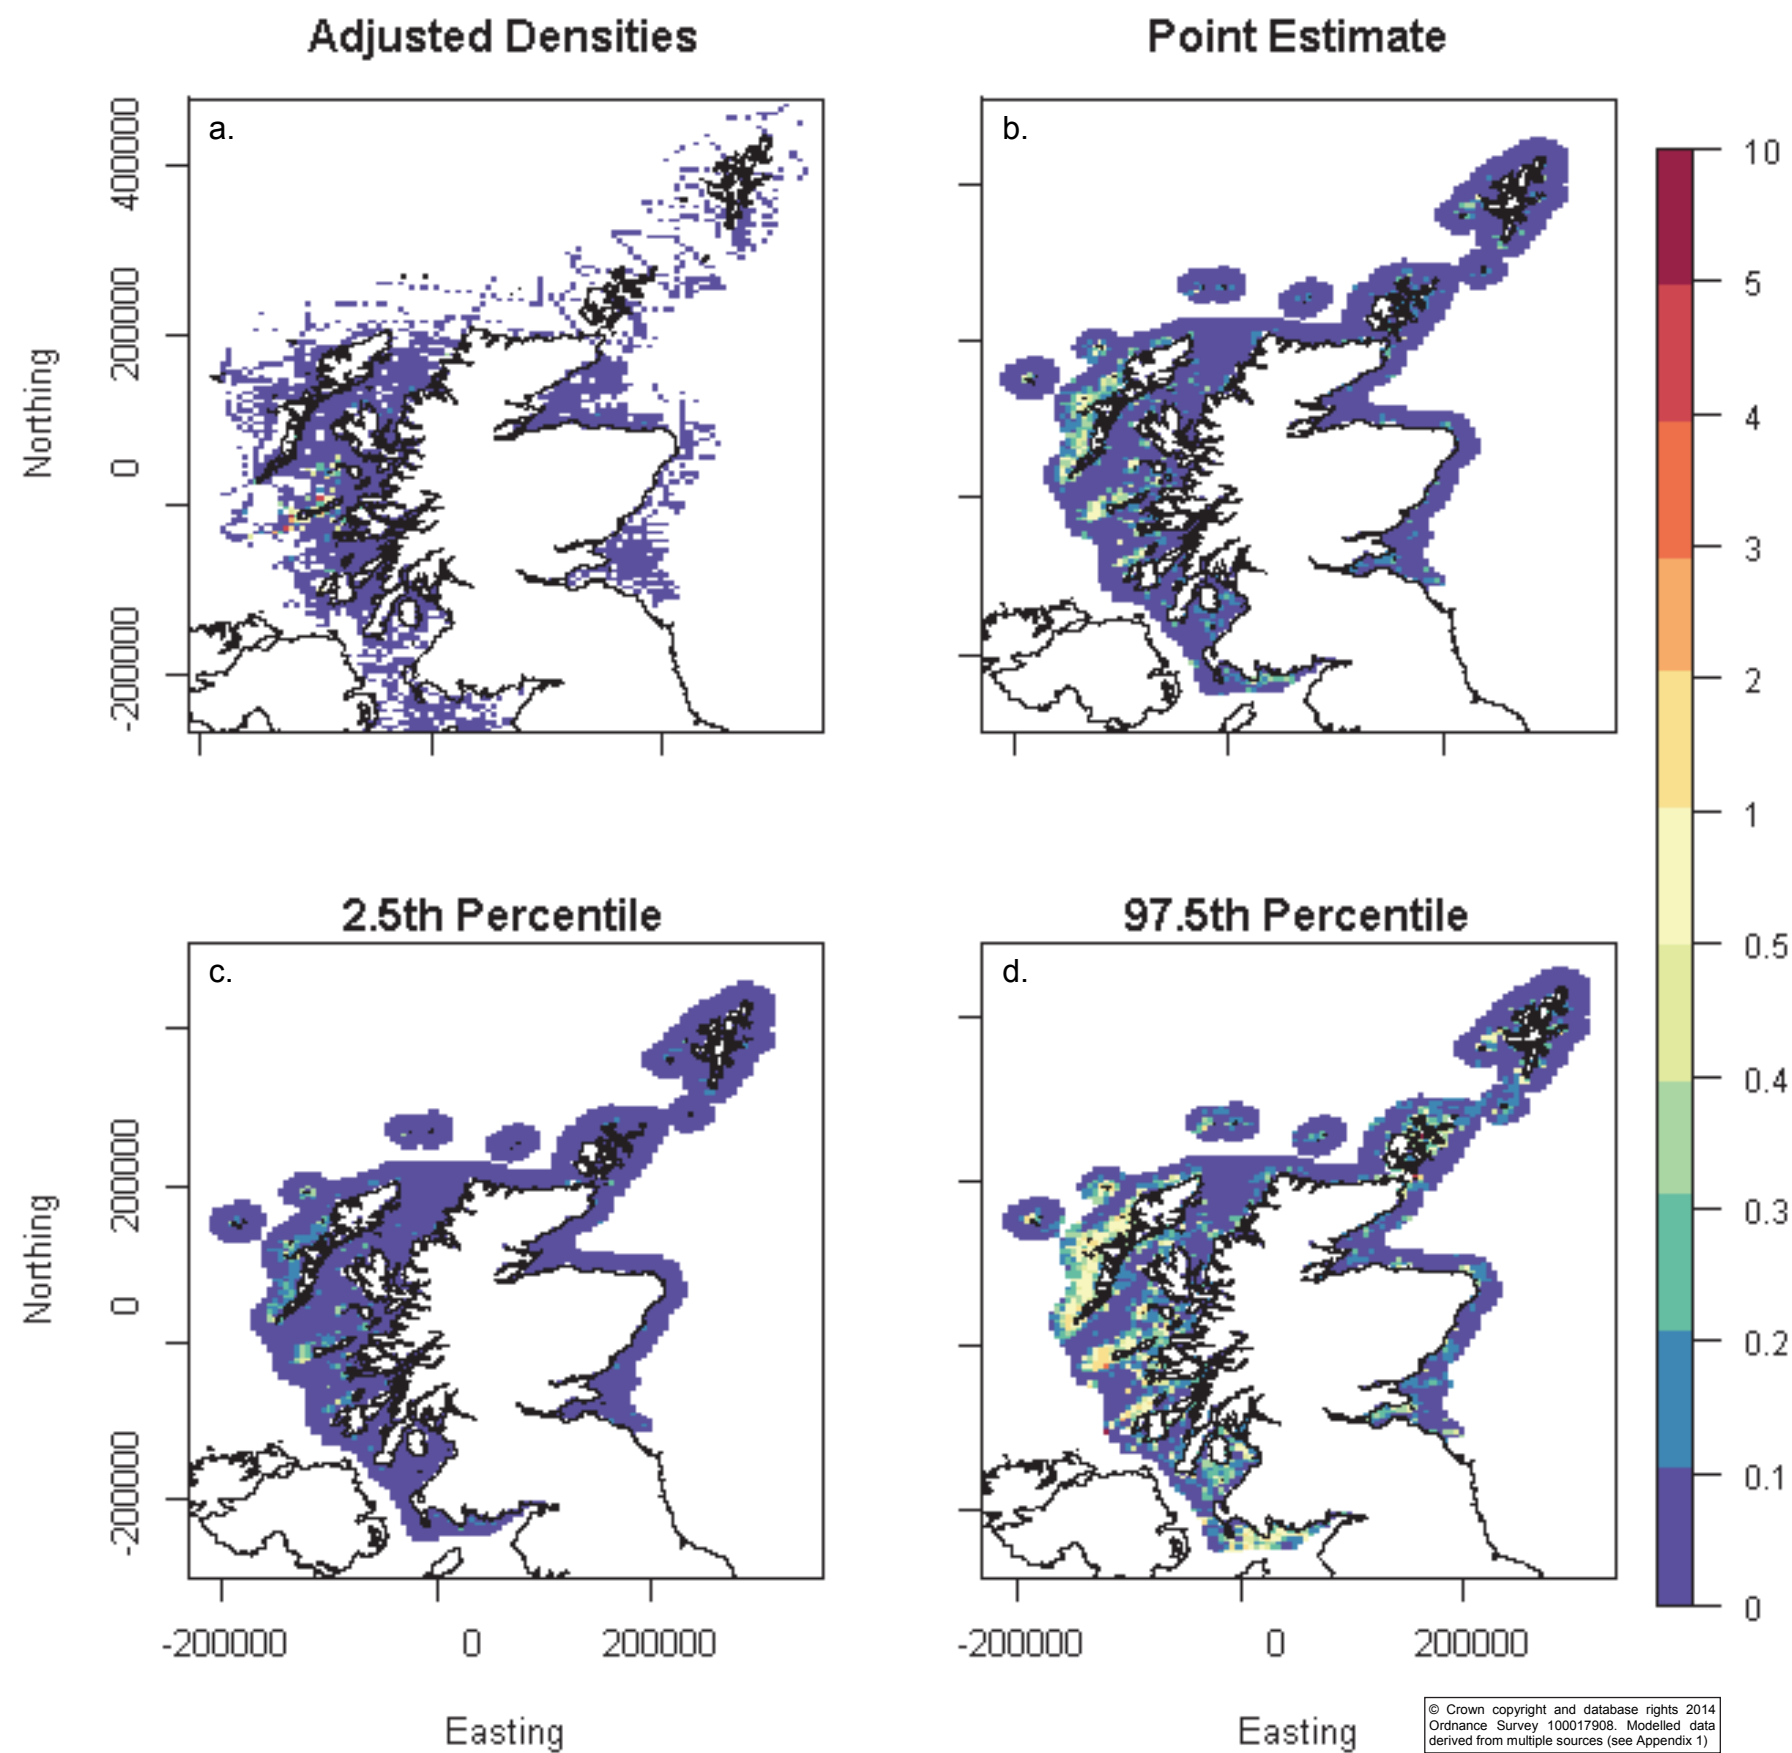 Adjusted Densities
Point Estimate
a.
b.
Northing
400000
200000
0
-200000
10
5
4
3
2
1
0.5
0.4
0.3
0.2
0.1
0
2.5th Percentile
97.5th Percentile
c.
d.
Northing
200000
0
-200000
-200000 0 200000
-200000 0 200000
Easting
Easting
© Crown copyright and database rights 2014
Ordnance Survey 100017908. Modelled data
derived from multiple sources (see Appendix 1)